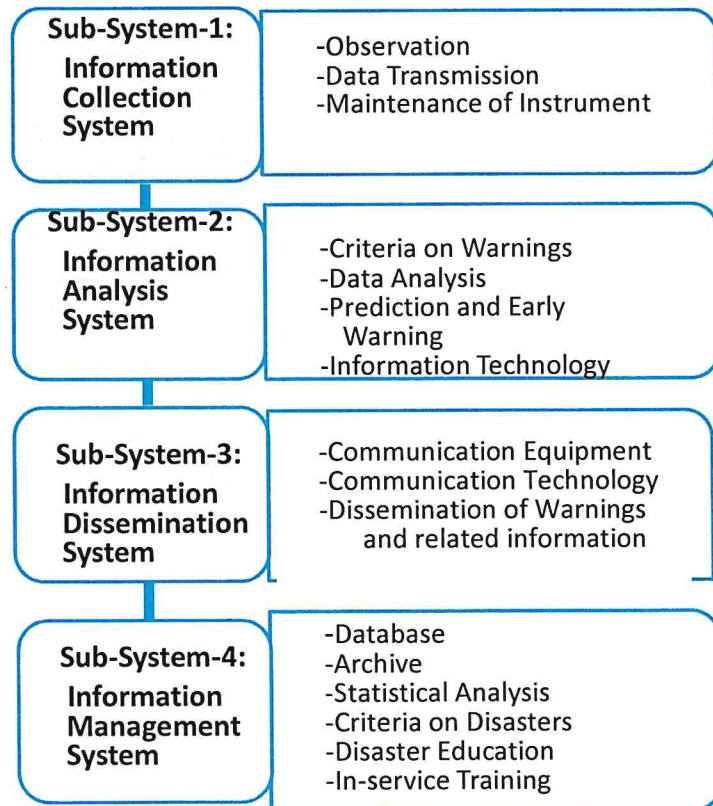 Sub-System-1:
Information
Collection
System
-Observation
-Data Transmission
-Maintenance of Instrument
Sub-System-2:
Information
Analysis
System
-Criteria on Warnings
-Data Analysis
-Prediction and Early
Warning
-Information Technology
Sub-System-3:
Information
Dissemination
System
-Communication Equipment
-Communication Technology
-Dissemination of Warnings
and related information
Sub-System-4:
Information
Management
System
-Database
-Archive
-Statistical Analysis
-Criteria on Disasters
-Disaster Education
-In-service Training